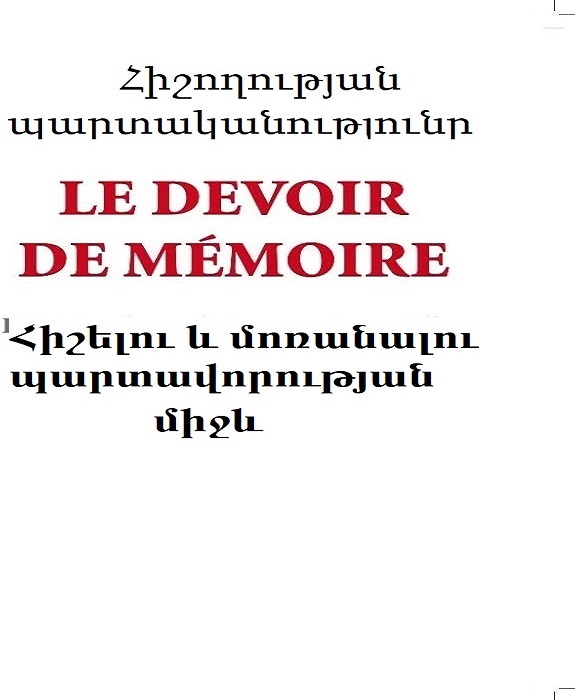 Հիշողության
պարտականությունը
LE DEVOIR
DE MÉMOIRE
Հիշելու և մոռանալու
պարտավորության
միջև